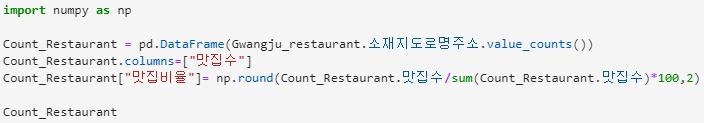 import numpy as np
Count_Restaurant = pd.DataFrame(Gwangju_restaurant.소재지도로명주소.value_counts())
Count_Restaurant.columns=["맛집수"]
Count_Restaurant["맛집비율"]= np.round(Count_Restaurant.맛집수/sum(Count_Restaurant.맛집수)*100,2)
Count_Restaurant